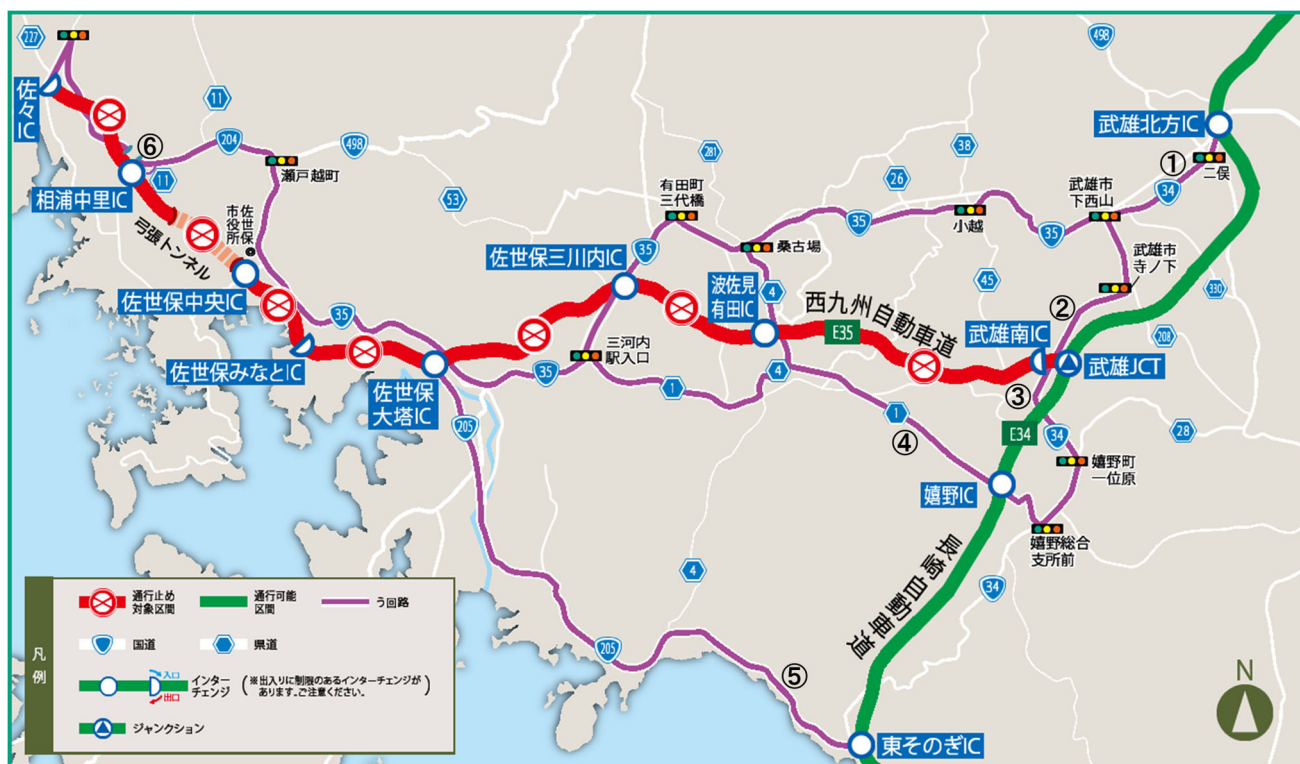 227
佐々
IC
11
⑥
204
498
瀬戸越町
11
相浦中里IC
53
弓張トンネル
佐世保
市役所
佐世保中央IC
35
佐世保みなとIC
佐世保
大塔IC
205
35
佐世保三川内IC
35
三河内
駅入口
1
有田町
三代橋
281
桑古場
4
波佐見
有田IC
4
西九州自動車道
E35
35
26
38
小越
45
35
武雄市
下西山
498
武雄北方IC
①
二俣
34
武雄市
寺ノ下
330
208
②
武雄南IC
武雄JCT
③
E34
34
28
1
④
嬉野町
一位原
嬉野IC
嬉野総合
支所前
34
長崎自動車道
4
205
⑤
東そのぎIC
N
凡例
通行止め
対象区間
通行可能
区間
う回路
国道
県道
インター
チェンジ
入口
出口
(※出入りに制限のあるインターチェンジが
あります。ご注意ください。)
ジャンクション